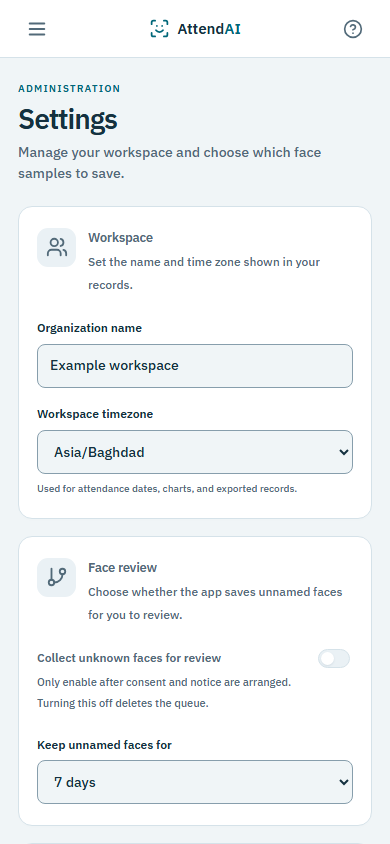 AttendAI
ADMINISTRATION
Settings
Manage your workspace and choose which face
samples to save.
Workspace
Set the name and time zone shown in your
records.
Organization name
Example workspace
Workspace timezone
Asia/Baghdad
Used for attendance dates, charts, and exported records.
Face review
Choose whether the app saves unnamed faces
for you to review.
Collect unknown faces for review
Only enable after consent and notice are arranged.
Turning this off deletes the queue.
Keep unnamed faces for
7 days